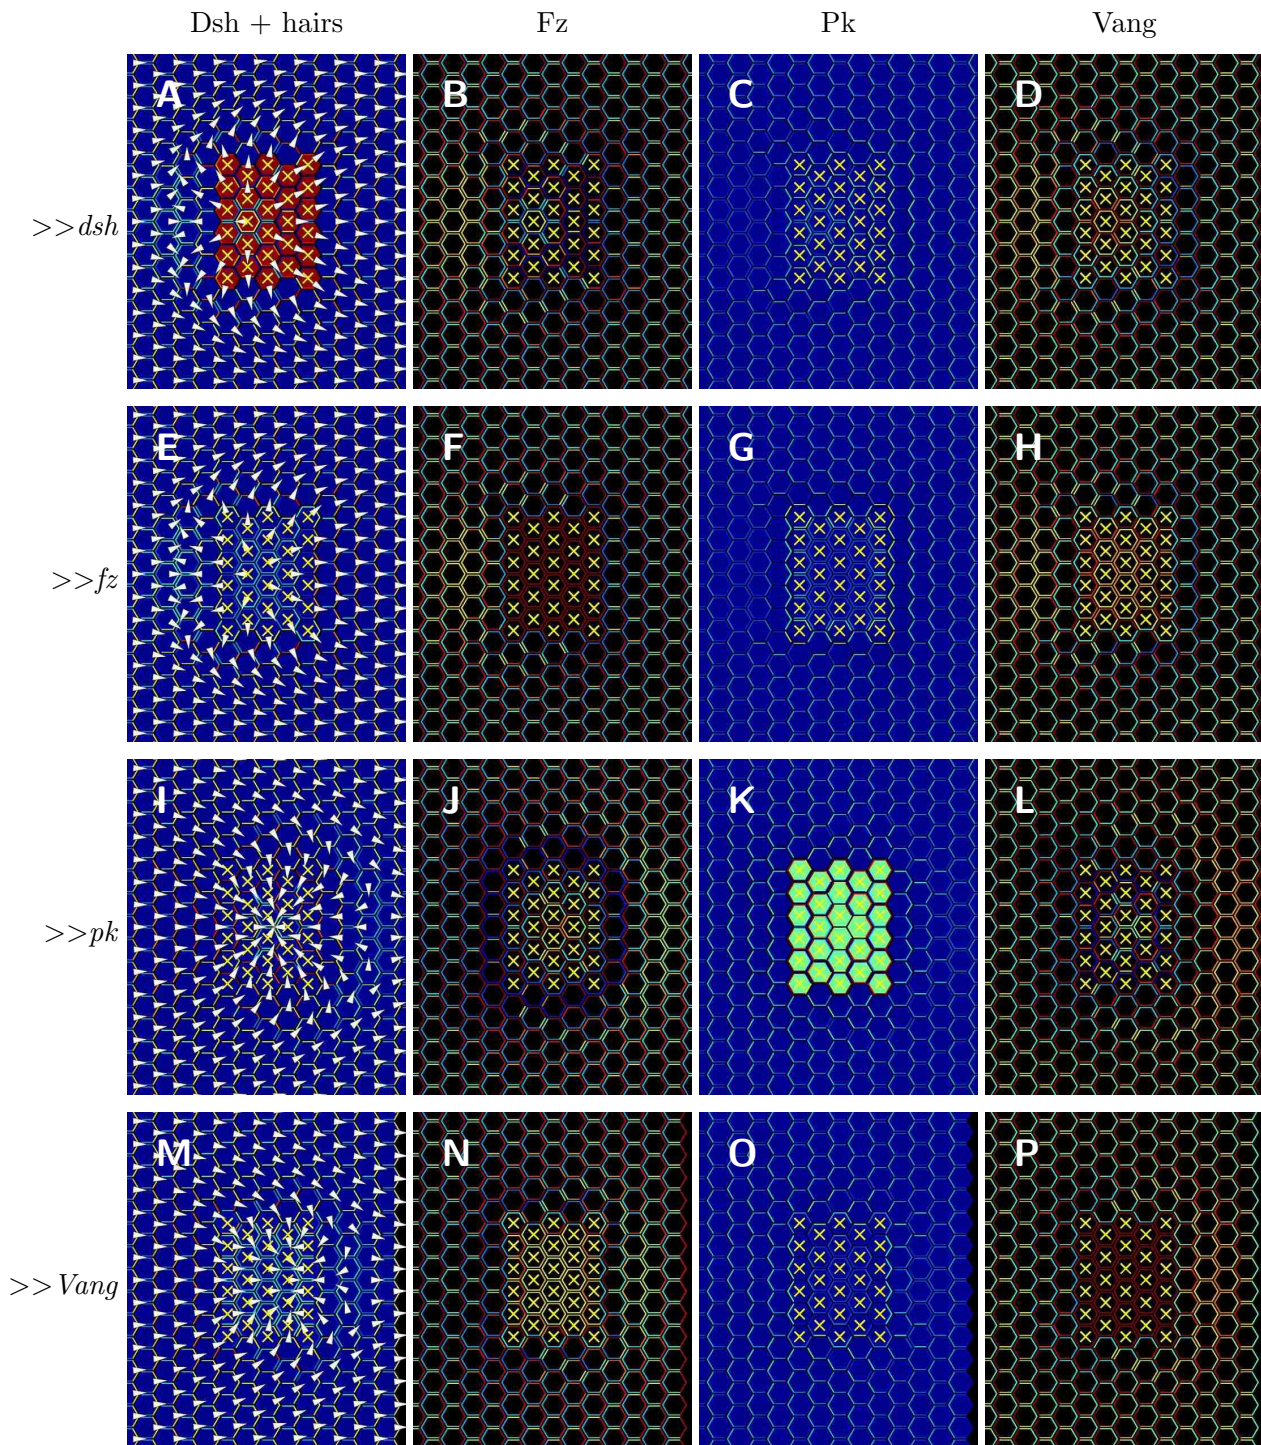 Dsh + hairs Fz Pk Vang
A B C D
>>dsh
E F G H
>>fz
I J K L
>>pk
M N O P
>>Vang